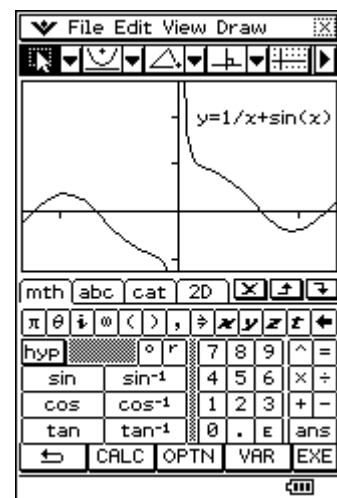 File Edit View Draw
y=1/x+sin(x)
mth abc cat 2D
π θ i ∞ ( ) , ⇒ x y z t ←
hyp ° r 7 8 9 ^ =
sin sin⁻¹ 4 5 6 × ÷
cos cos⁻¹ 1 2 3 + −
tan tan⁻¹ 0 . E ans
CALC OPTN VAR EXE